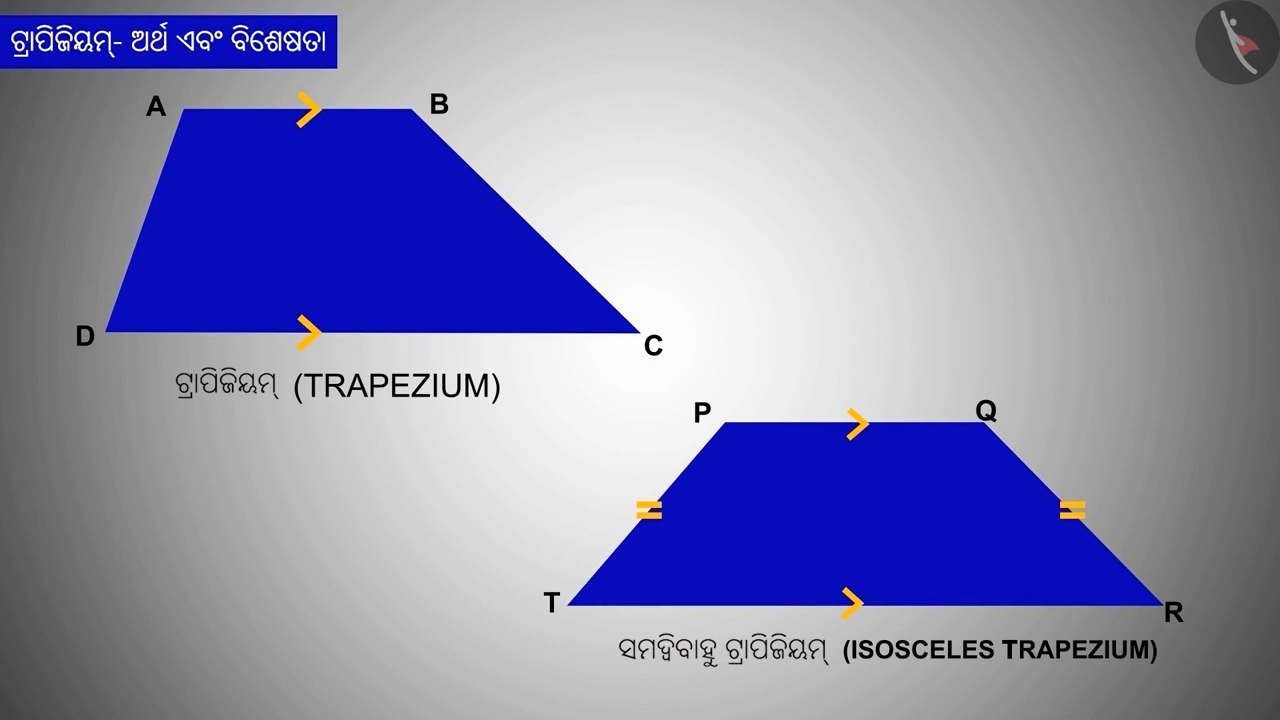 ଟ୍ରାପିଜିୟମ୍- ଅର୍ଥ ଏବଂ ବିଶେଷତା
A
B
D
C
ଟ୍ରାପିଜିୟମ୍ (TRAPEZIUM)
P
Q
T
R
ସମଦ୍ୱିବାହୁ ଟ୍ରାପିଜିୟମ୍ (ISOSCELES TRAPEZIUM)